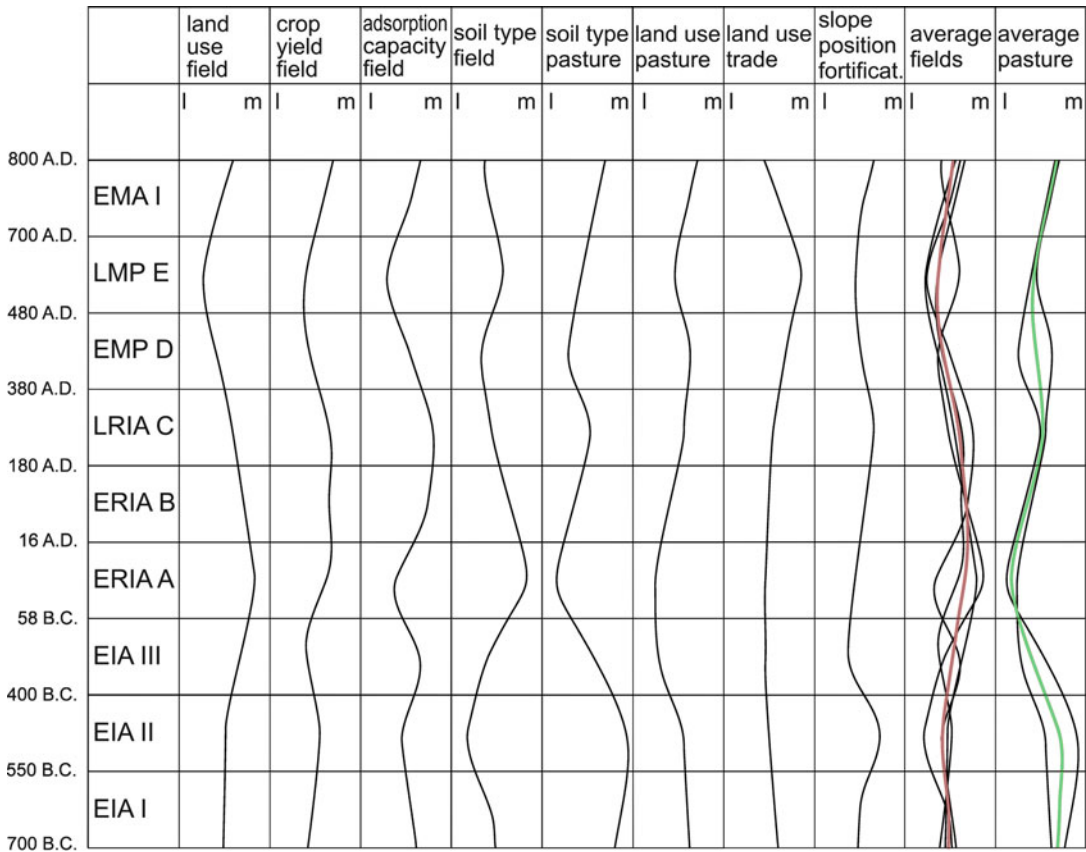 land use field
crop yield field
adsorption capacity field
soil type field
soil type pasture
land use pasture
land use trade
slope position fortificat.
average fields
average pasture
l m l m l m l m l m l m l m l m l m l m
800 A.D.
EMA I
700 A.D.
LMP E
480 A.D.
EMP D
380 A.D.
LRIA C
180 A.D.
ERIA B
16 A.D.
ERIA A
58 B.C.
EIA III
400 B.C.
EIA II
550 B.C.
EIA I
700 B.C.